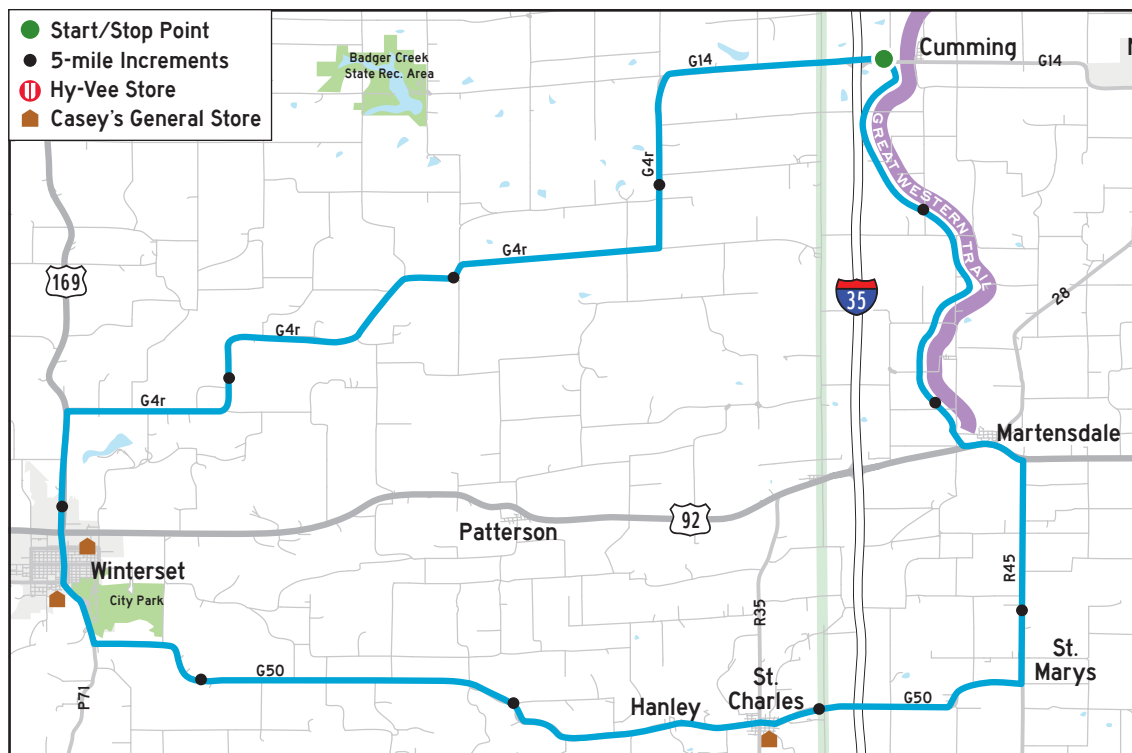 Start/Stop Point
5-mile Increments
Hy-Vee Store
Casey's General Store
Badger Creek
State Rec. Area
G14
Cumming
G14
N
G4r
GREAT WESTERN TRAIL
G4r
169
35
28
G4r
G4r
Martensdale
92
Patterson
Winterset
City Park
R45
R35
P71
G50
St.
Charles
Hanley
St.
Marys
G50